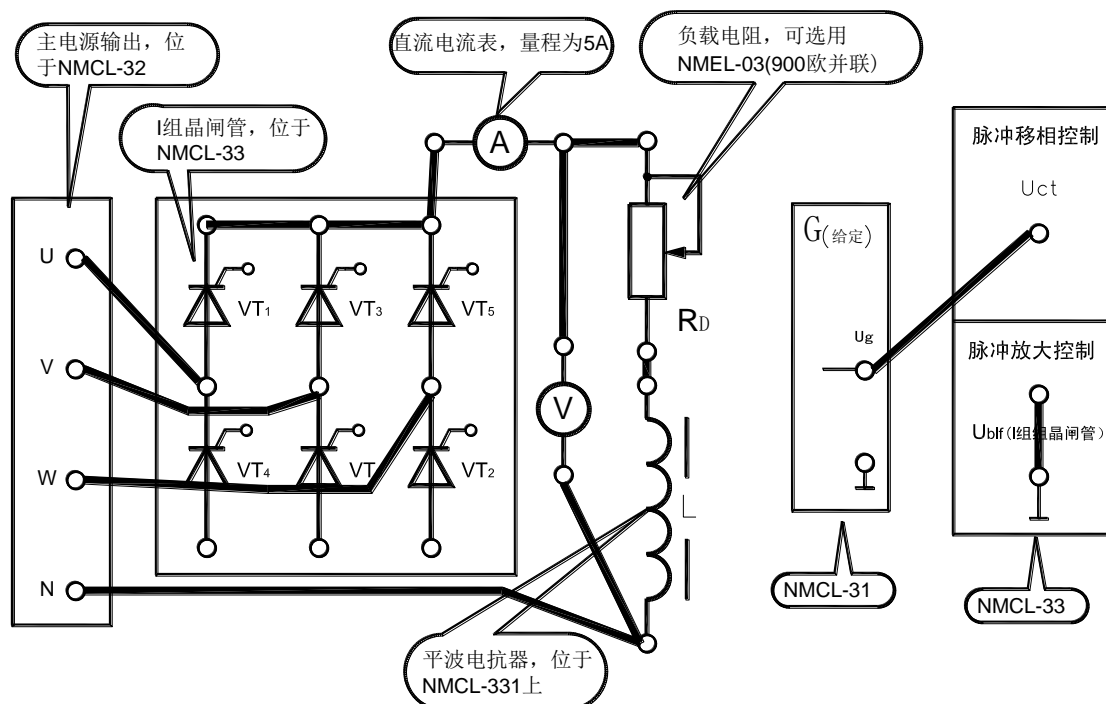 主电源输出，位
于NMCL-32
直流电流表，量程为5A
负载电阻，可选用
NMEL-03(900欧并联)
I组晶闸管，位于
NMCL-33
A
脉冲移相控制
Uct
G(给定)
U
VT1
VT3
VT5
RD
Ug
脉冲放大控制
V
V
Ublf(I组组晶闸管)
W
VT4
VT
VT2
L
N
NMCL-31
NMCL-33
平波电抗器，位于
NMCL-331上